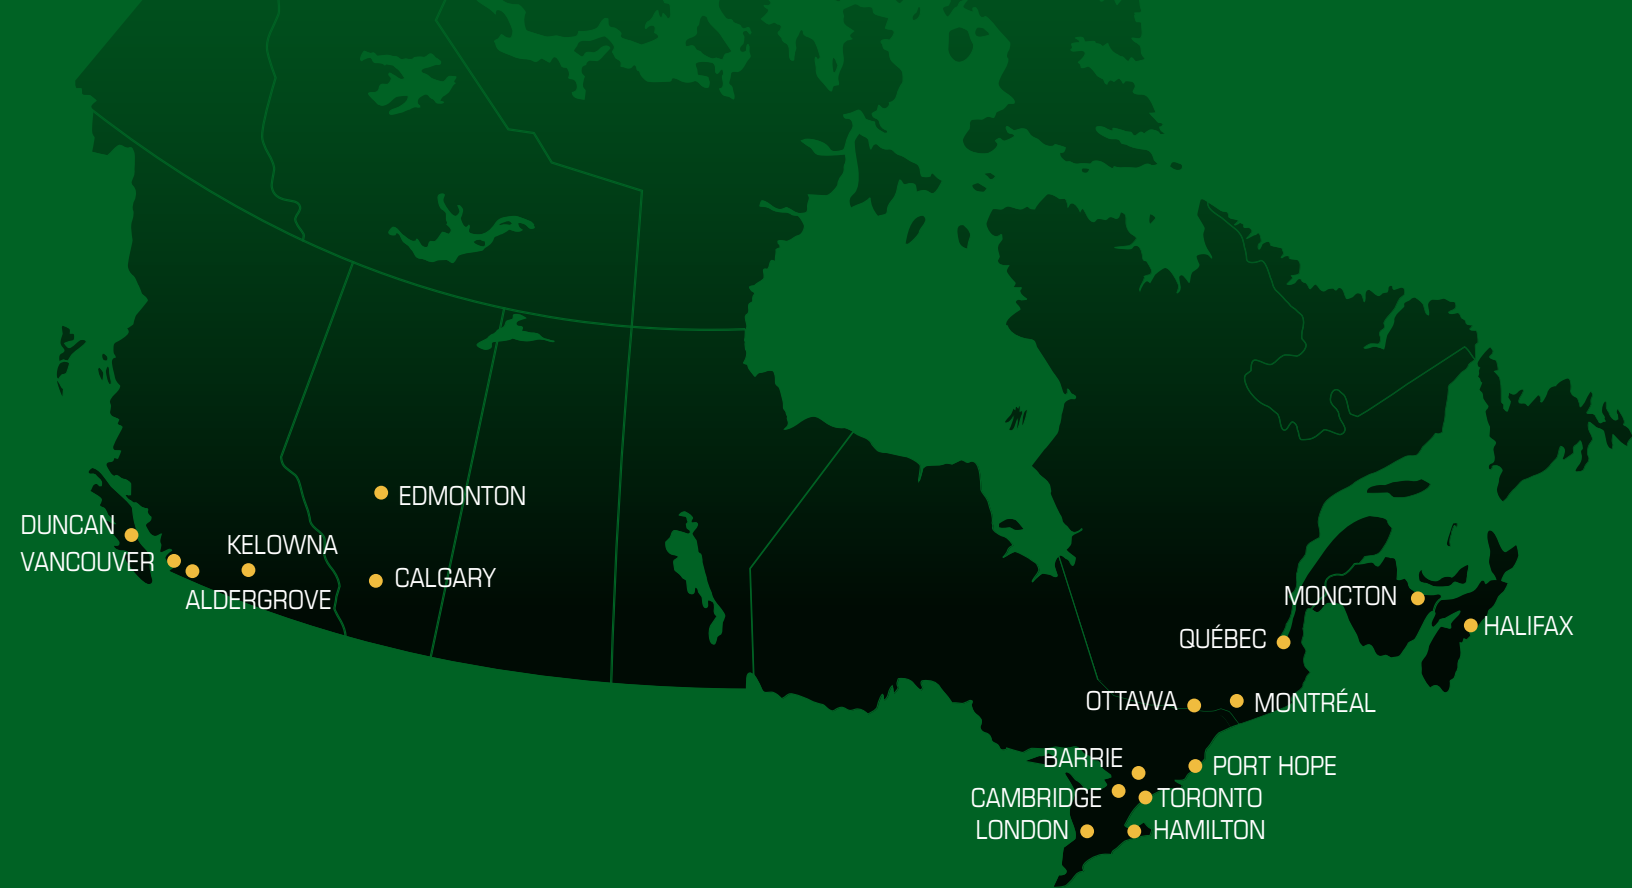 EDMONTON
DUNCAN
KELOWNA
VANCOUVER
CALGARY
ALDERGROVE
MONCTON
HALIFAX
QUÉBEC
OTTAWA
MONTRÉAL
BARRIE
PORT HOPE
CAMBRIDGE
TORONTO
LONDON
HAMILTON